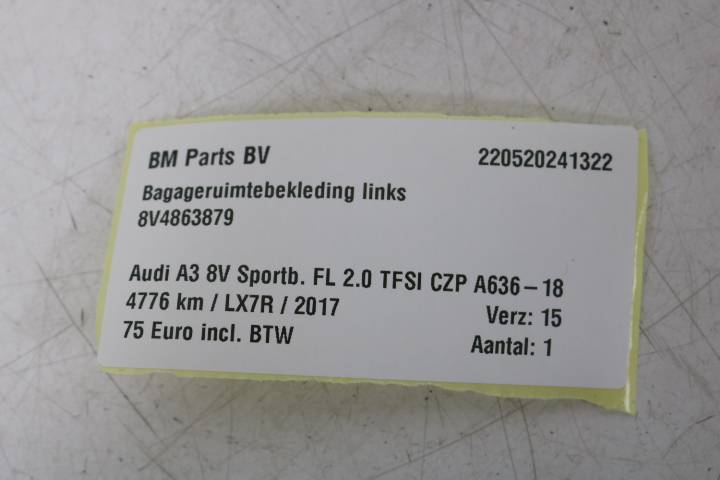 BM Parts BV 220520241322
Bagageruimtebekleding links
8V4863879
Audi A3 8V Sportb. FL 2.0 TFSI CZP A636-18
4776 km / LX7R / 2017 Verz: 15
75 Euro incl. BTW Aantal: 1